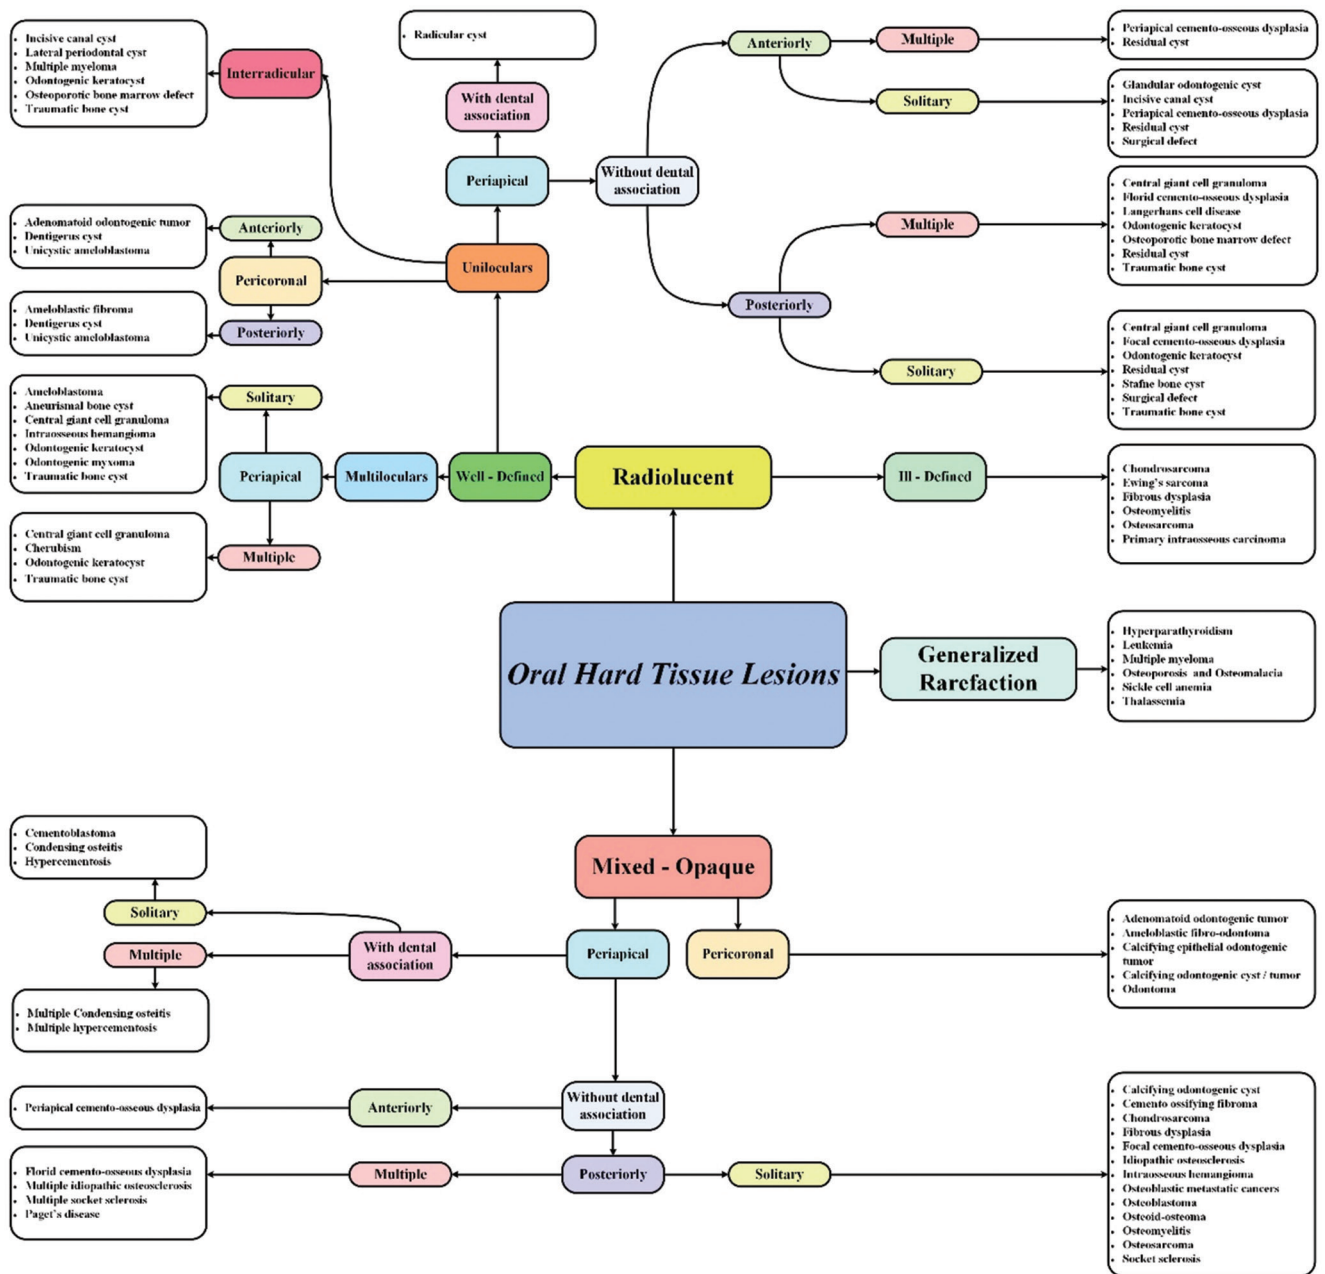 Incisive canal cyst
Lateral periodontal cyst
Multiple myeloma
Odontogenic keratocyst
Osteoporotic bone marrow defect
Traumatic bone cyst
Interradicular
Radicular cyst
With dental
association
Periapical
Without dental
association
Anteriorly
Multiple
Periapical cemento-osseous dysplasia
Residual cyst
Solitary
Glandular odontogenic cyst
Incisive canal cyst
Periapical cemento-osseous dysplasia
Residual cyst
Surgical defect
Multiple
Central giant cell granuloma
Florid cemento-osseous dysplasia
Langerhans cell disease
Odontogenic keratocyst
Osteoporotic bone marrow defect
Residual cyst
Traumatic bone cyst
Posteriorly
Solitary
Central giant cell granuloma
Focal cemento-osseous dysplasia
Odontogenic keratocyst
Residual cyst
Stafne bone cyst
Surgical defect
Traumatic bone cyst
Adenomatoid odontogenic tumor
Dentigerus cyst
Unicystic ameloblastoma
Anteriorly
Pericoronal
Uniloculars
Ameloblastic fibroma
Dentigerus cyst
Unicystic ameloblastoma
Posteriorly
Ameloblastoma
Aneurismal bone cyst
Central giant cell granuloma
Intraosseous hemangioma
Odontogenic keratocyst
Odontogenic myxoma
Traumatic bone cyst
Solitary
Periapical
Multiloculars
Well - Defined
Radiolucent
Ill - Defined
Chondrosarcoma
Ewing's sarcoma
Fibrous dysplasia
Osteomyelitis
Osteosarcoma
Primary intraosseous carcinoma
Central giant cell granuloma
Cherubism
Odontogenic keratocyst
Traumatic bone cyst
Multiple
Oral Hard Tissue Lesions
Generalized
Rarefaction
Hyperparathyroidism
Leukemia
Multiple myeloma
Osteoporosis and Osteomalacia
Sickle cell anemia
Thalassemia
Mixed - Opaque
Cementoblastoma
Condensing osteitis
Hypercementosis
Solitary
Multiple
With dental
association
Periapical
Pericoronal
Adenomatoid odontogenic tumor
Ameloblastic fibro-odontoma
Calcifying epithelial odontogenic
tumor
Calcifying odontogenic cyst / tumor
Odontoma
Multiple Condensing osteitis
Multiple hypercementosis
Periapical cemento-osseous dysplasia
Anteriorly
Without dental
association
Florid cemento-osseous dysplasia
Multiple idiopathic osteosclerosis
Multiple socket sclerosis
Paget's disease
Multiple
Posteriorly
Solitary
Calcifying odontogenic cyst
Cemento ossifying fibroma
Chondrosarcoma
Fibrous dysplasia
Focal cemento-osseous dysplasia
Idiopathic osteosclerosis
Intraosseous hemangioma
Osteoblastic metastatic cancers
Osteoblastoma
Osteoid-osteoma
Osteomyelitis
Osteosarcoma
Socket sclerosis